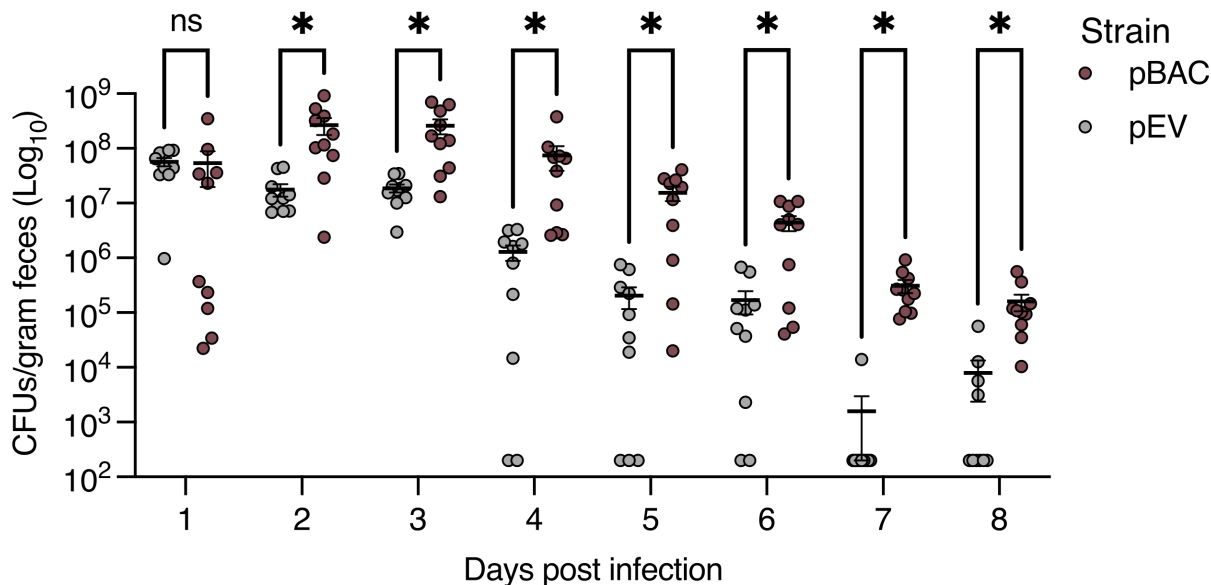 ns * * * * * * *
Strain
pBAC
pEV
CFUs/gram feces (Log10)
10^9
10^8
10^7
10^6
10^5
10^4
10^3
10^2
1 2 3 4 5 6 7 8
Days post infection